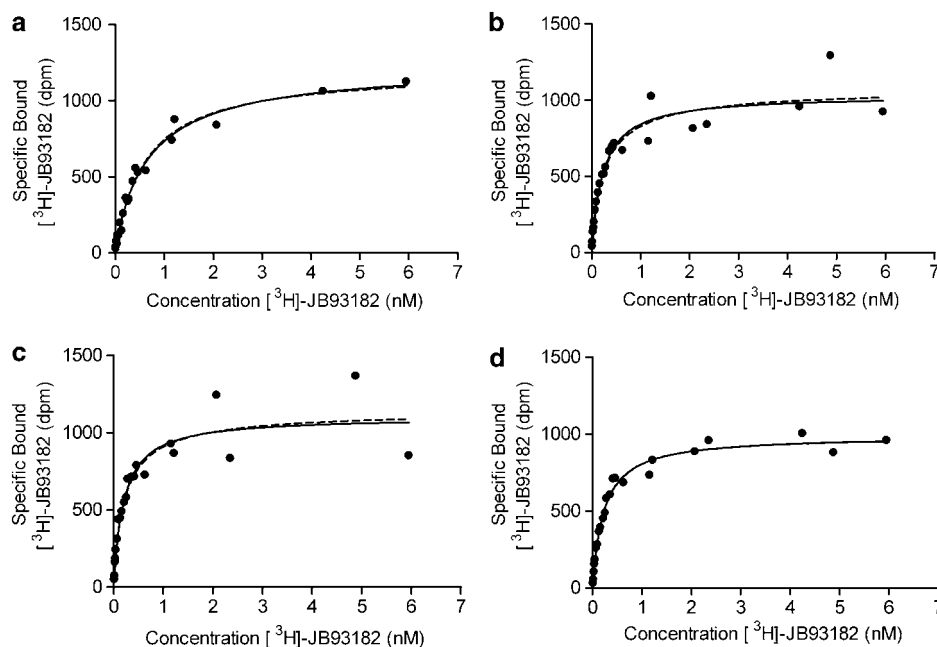 a
1500
1000
500
0
0 1 2 3 4 5 6 7
Specific Bound
[³H]-JB93182 (dpm)
Concentration [³H]-JB93182 (nM)
b
1500
1000
500
0
0 1 2 3 4 5 6 7
Specific Bound
[³H]-JB93182 (dpm)
Concentration [³H]-JB93182 (nM)
c
1500
1000
500
0
0 1 2 3 4 5 6 7
Specific Bound
[³H]-JB93182 (dpm)
Concentration [³H]-JB93182 (nM)
d
1500
1000
500
0
0 1 2 3 4 5 6 7
Specific Bound
[³H]-JB93182 (dpm)
Concentration [³H]-JB93182 (nM)